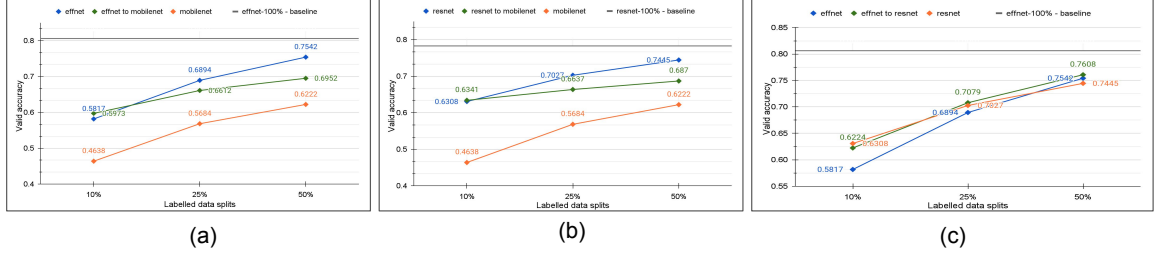 effnet effnet to mobilenet mobilenet effnet-100% - baseline
0.8
0.7
0.6
0.5
0.4
Valid accuracy
0.5817
0.6894
0.7542
0.5973
0.6612
0.6952
0.4638
0.5684
0.6222
10% 25% 50%
Labelled data splits
(a)
resnet resnet to mobilenet mobilenet resnet-100% - baseline
0.8
0.7
0.6
0.5
0.4
Valid accuracy
0.6308
0.7027
0.7445
0.6341
0.6637
0.687
0.4638
0.5684
0.6222
10% 25% 50%
Labelled data splits
(b)
effnet effnet to resnet resnet effnet-100% - baseline
0.85
0.80
0.75
0.70
0.65
0.60
0.55
Valid accuracy
0.5817
0.6894
0.7542
0.6224
0.7079
0.7608
0.6308
0.7445
10% 25% 50%
Labelled data splits
(c)